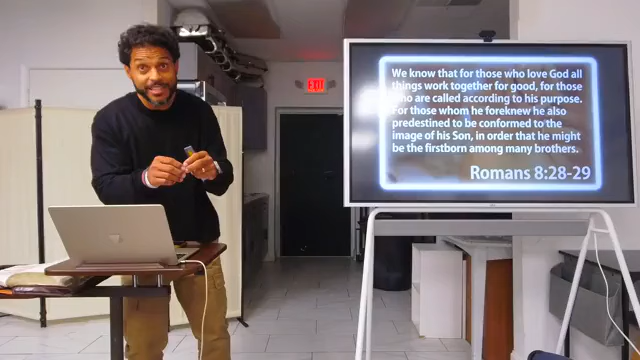 EXIT
We know that for those who love God all
things work together for good, for those
who are called according to his purpose.
For those whom he foreknew he also
predestined to be conformed to the
image of his Son, in order that he might
be the firstborn among many brothers.
Romans 8:28-29